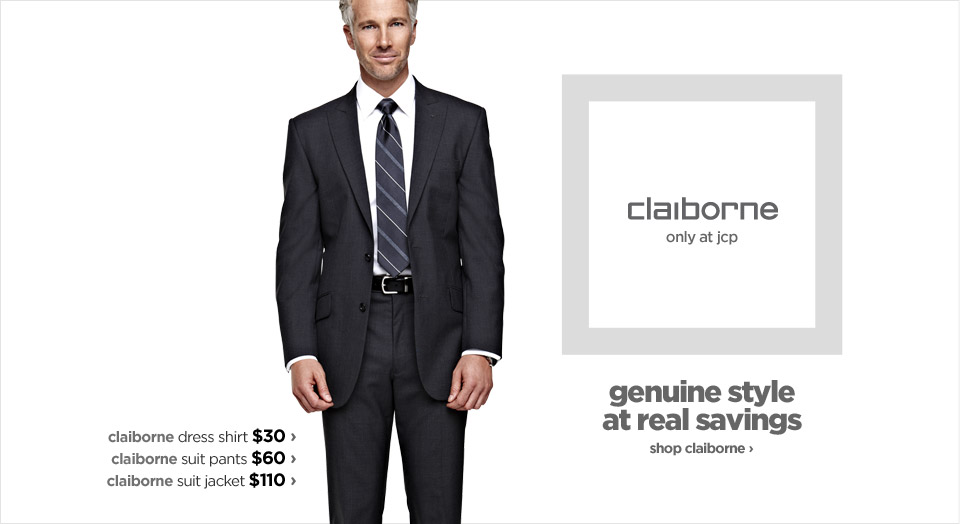 claiborne
only at jcp
genuine style
at real savings
shop claiborne ›
claiborne dress shirt $30 ›
claiborne suit pants $60 ›
claiborne suit jacket $110 ›